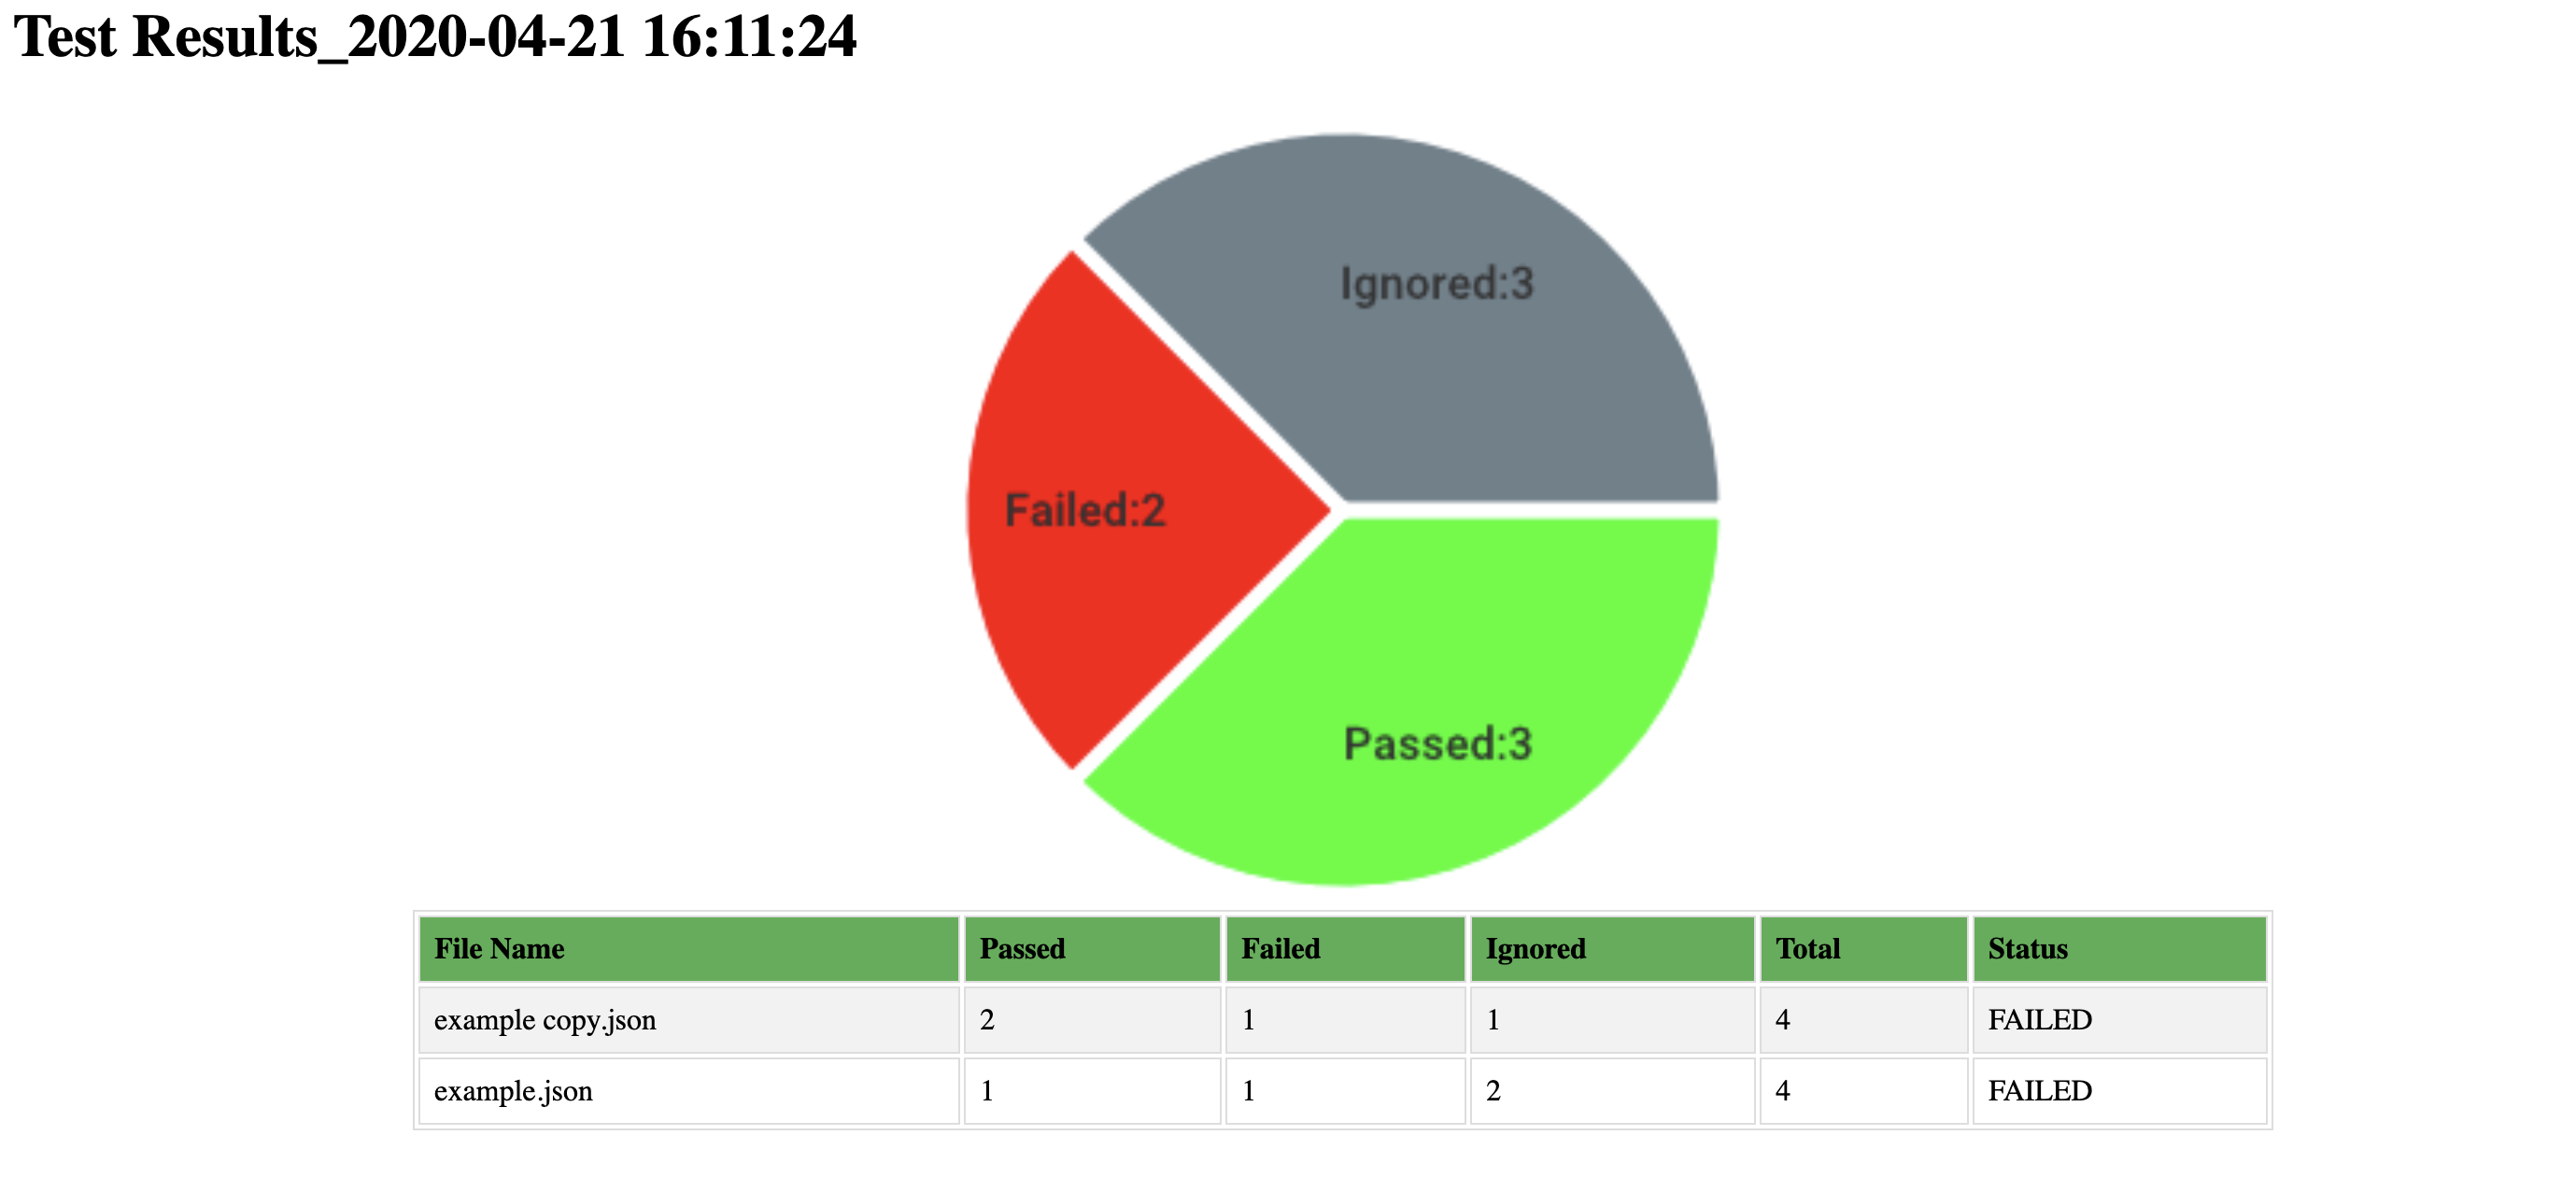 Test Results_2020-04-21 16:11:24
Ignored:3
Failed:2
Passed:3
File Name Passed Failed Ignored Total Status
example copy.json 2 1 1 4 FAILED
example.json 1 1 2 4 FAILED